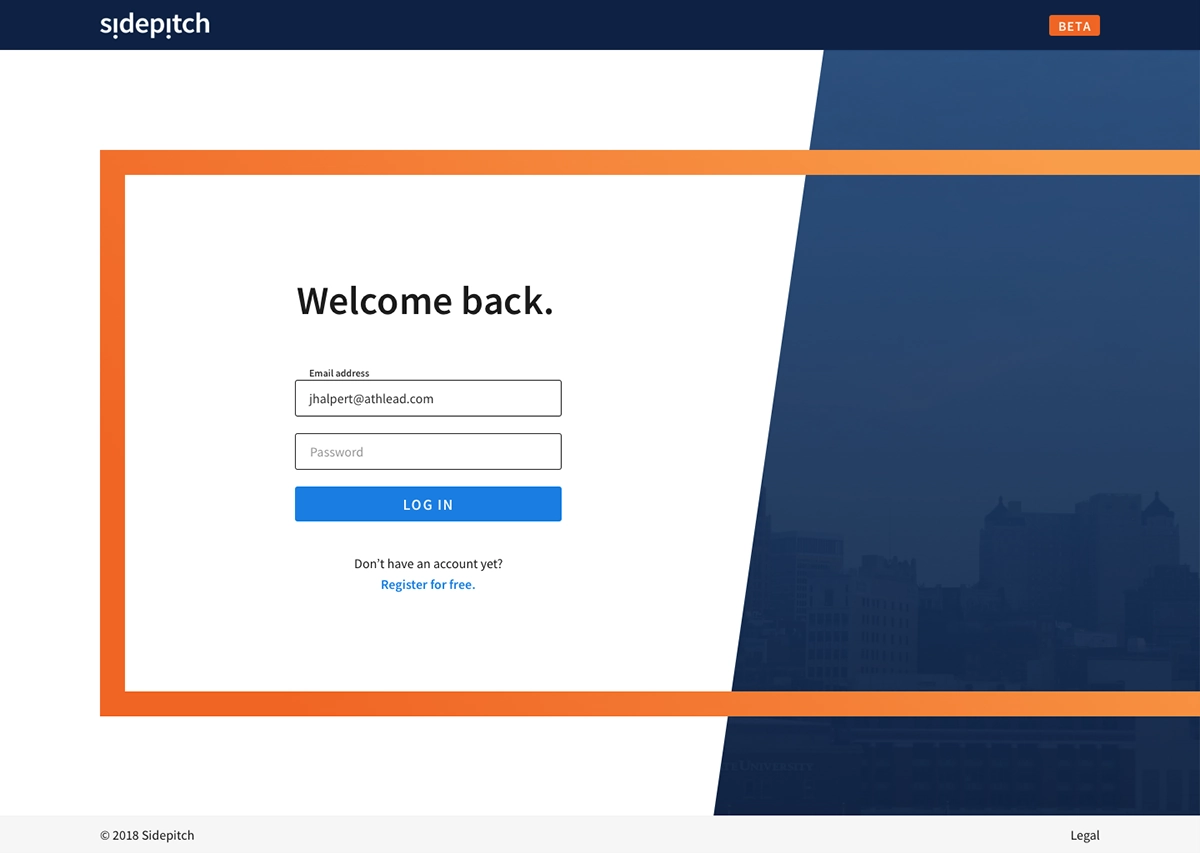 sidepitch
BETA
Welcome back.
Email address
jhalpert@athlead.com
Password
LOG IN
Don't have an account yet?
Register for free.
UNIVERSITY
© 2018 Sidepitch
Legal